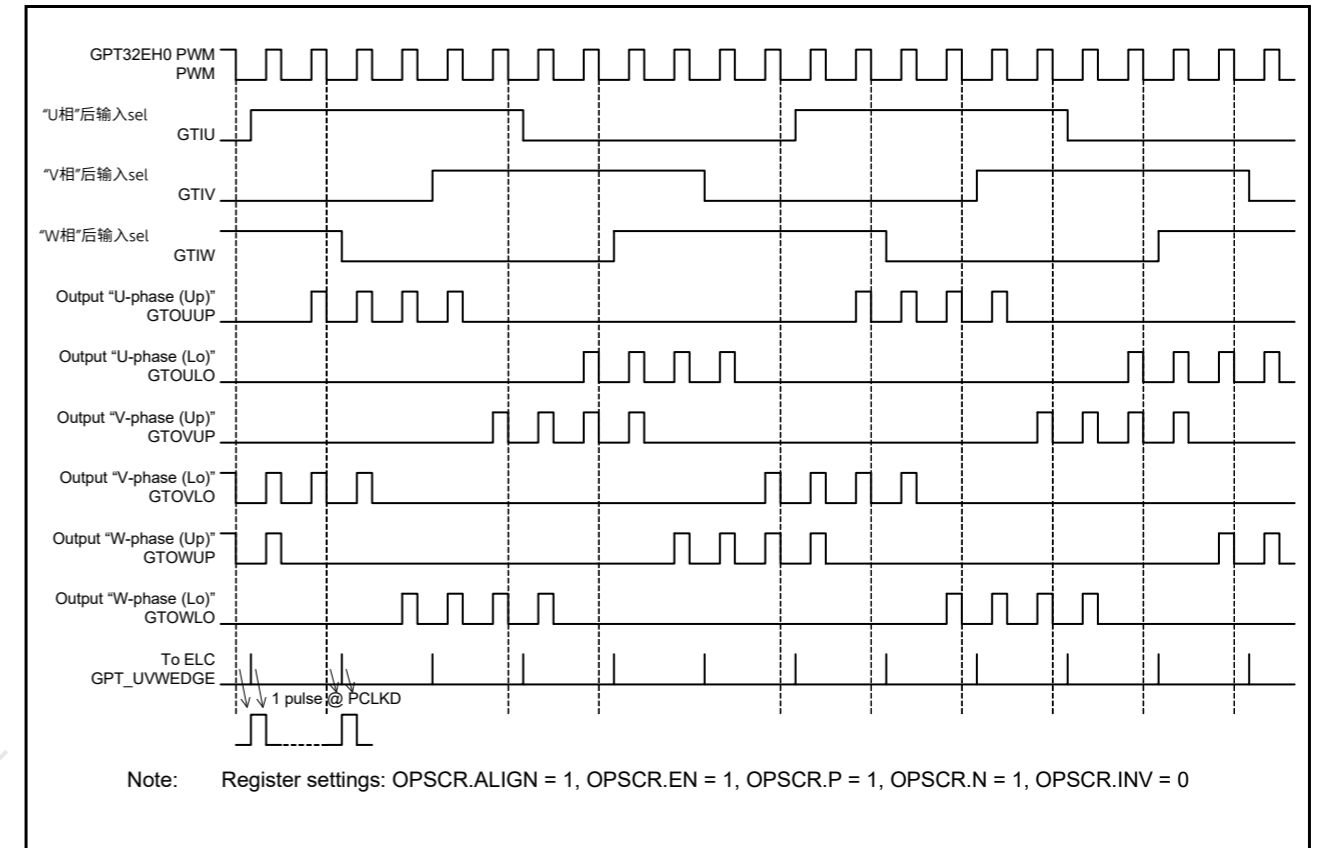 GPT32EH0 PWM
PWM
“U相”后输入sel
GTIU
“V相”后输入sel
GTIV
“W相”后输入sel
GTIW
Output “U-phase (Up)”
GTOUUP
Output “U-phase (Lo)”
GTOULO
Output “V-phase (Up)”
GTOVUP
Output “V-phase (Lo)”
GTOVLO
Output “W-phase (Up)”
GTOWUP
Output “W-phase (Lo)”
GTOWLO
To ELC
GPT_UVWEDGE
1 pulse @ PCLKD
Note: Register settings: OPSCR.ALIGN = 1, OPSCR.EN = 1, OPSCR.P = 1, OPSCR.N = 1, OPSCR.INV = 0